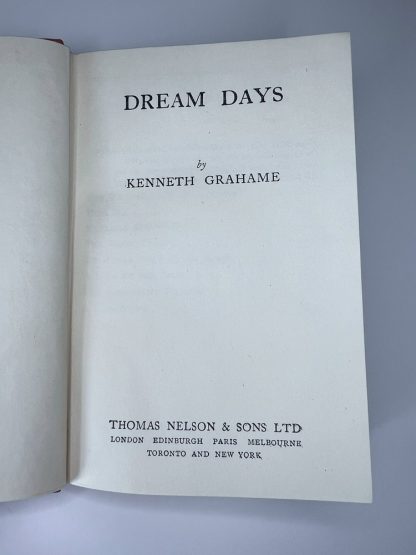 DREAM DAYS
by
KENNETH GRAHAME
THOMAS NELSON & SONS LTD
LONDON EDINBURGH PARIS MELBOURNE
TORONTO AND NEW YORK